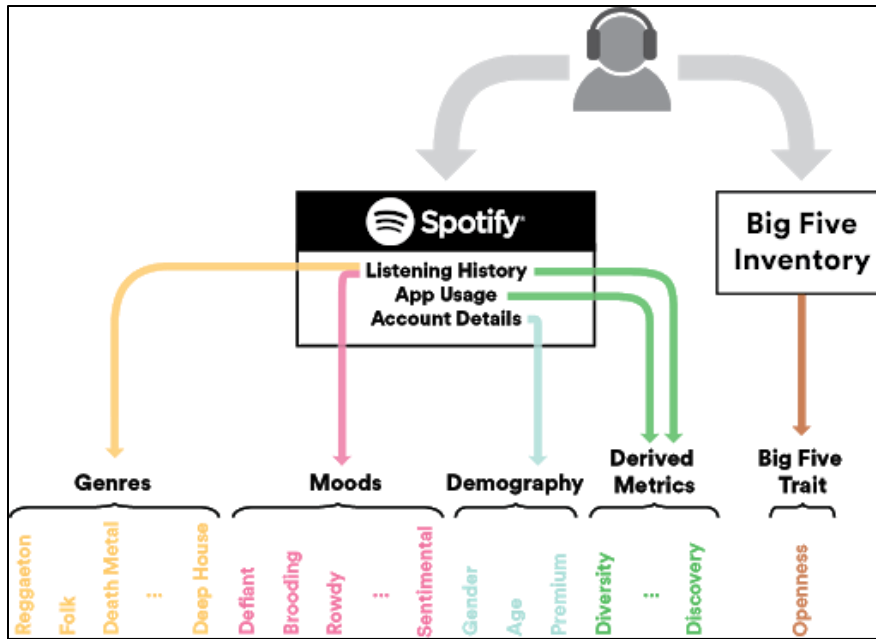 Spotify®
Big Five
Inventory
Listening History
App Usage
Account Details
Genres
Moods
Demography
Derived
Metrics
Big Five
Trait
Reggaeton
Folk
Death Metal
...
Deep House
Defiant
Brooding
Rowdy
...
Sentimental
Gender
Age
Premium
Diversity
...
Discovery
Openness